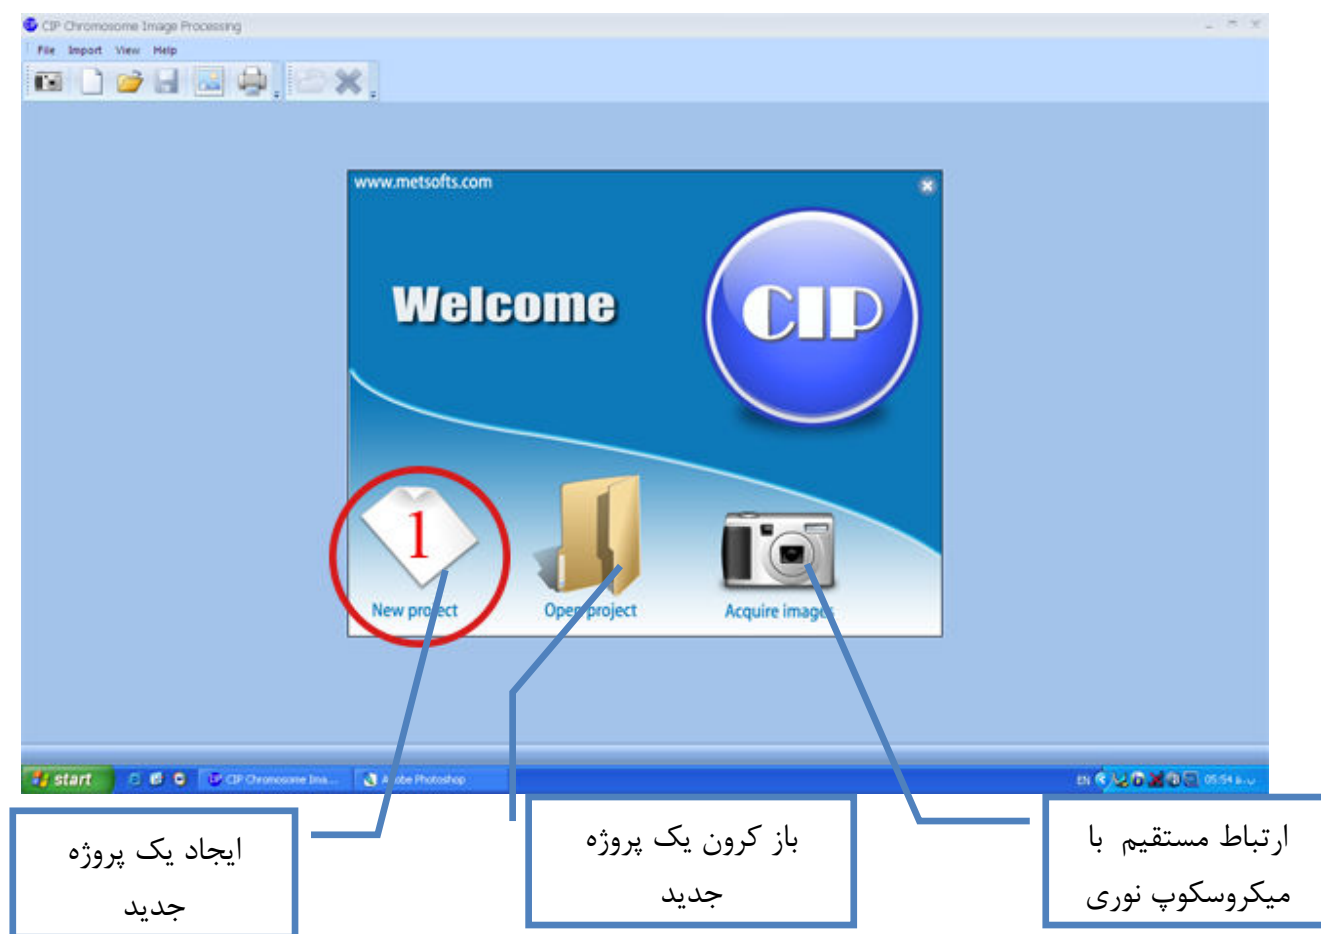 CIP Chromosome Image Processing
File Import View Help
www.metsofts.com
Welcome
CIP
1
New project
Open project
Acquire images
start
CIP Chromosome Ima...
Adobe Photoshop
EN
05:54 ب.ظ
ایجاد یک پروژه
جدید
باز کرون یک پروژه
جدید
ارتباط مستقیم با
میکروسکوپ نوری